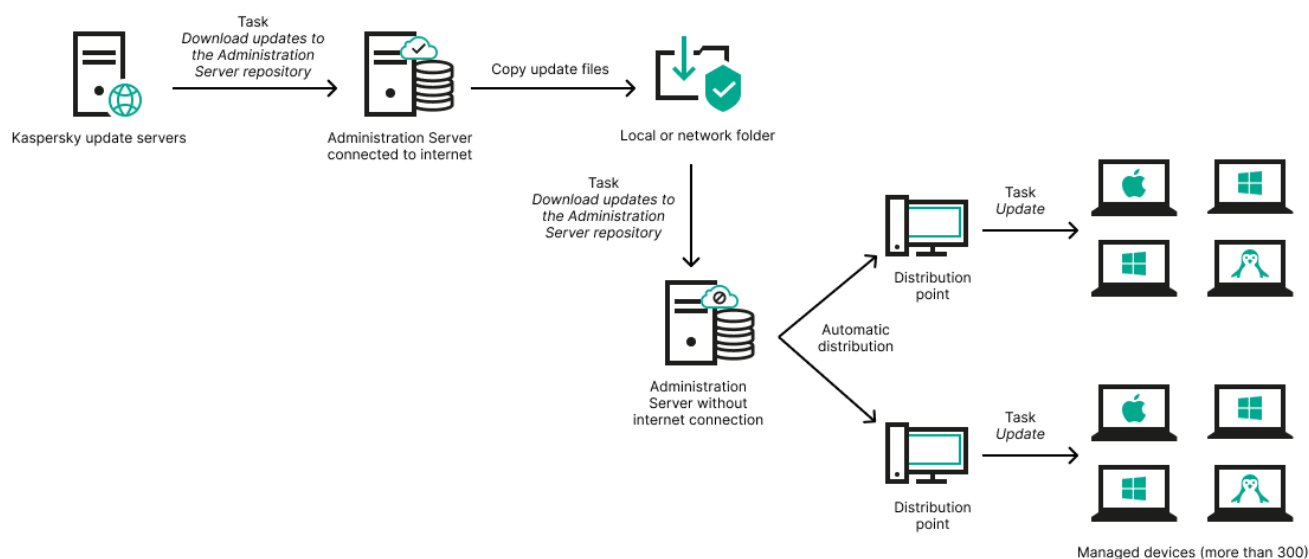 Task
Download updates to
the Administration
Server repository
Kaspersky update servers
Administration Server
connected to internet
Copy update files
Local or network folder
Task
Download updates to
the Administration
Server repository
Administration
Server without
internet connection
Automatic
distribution
Distribution
point
Task
Update
Distribution
point
Task
Update
Managed devices (more than 300)